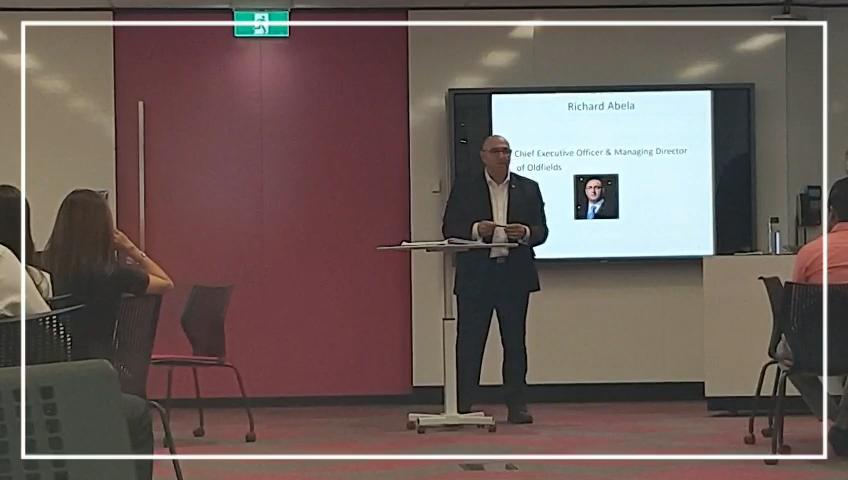 Richard Abela
Chief Executive Officer & Managing Director
of Oldfields